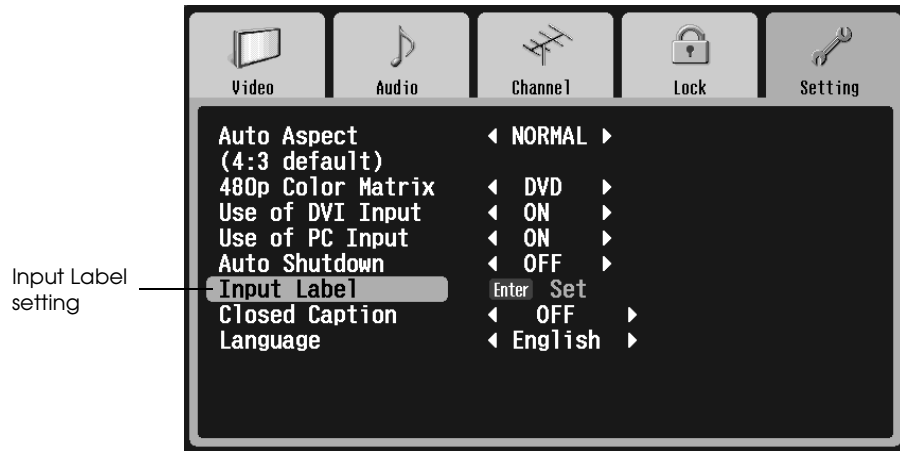 Video Audio Channel Lock Setting
Auto Aspect NORMAL
(4:3 default)
480p Color Matrix DVD
Use of DVI Input ON
Use of PC Input ON
Auto Shutdown OFF
Input Label
setting
Input Label Enter Set
Closed Caption OFF
Language English